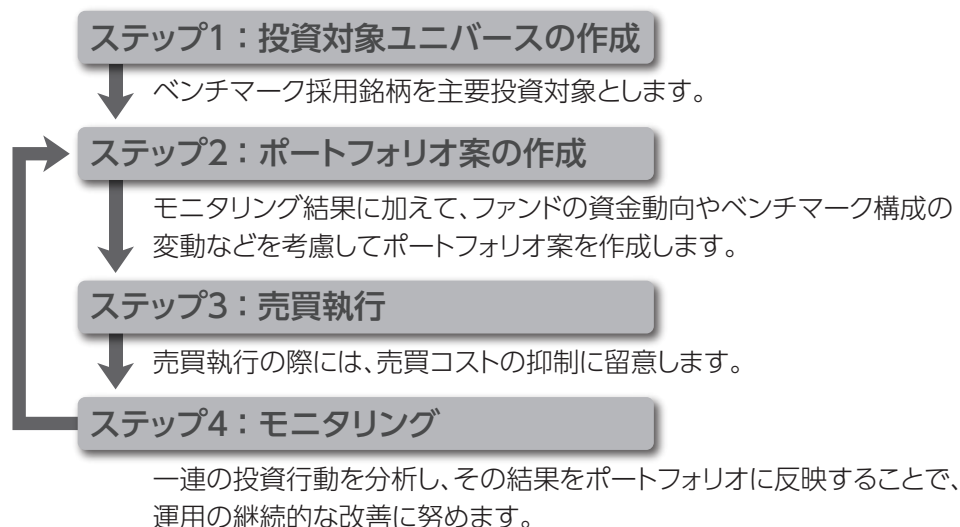 ステップ1：投資対象ユニバースの作成
ベンチマーク採用銘柄を主要投資対象とします。
ステップ2：ポートフォリオ案の作成
モニタリング結果に加えて、ファンドの資金動向やベンチマーク構成の
変動などを考慮してポートフォリオ案を作成します。
ステップ3：売買執行
売買執行の際には、売買コストの抑制に留意します。
ステップ4：モニタリング
一連の投資行動を分析し、その結果をポートフォリオに反映することで、
運用の継続的な改善に努めます。